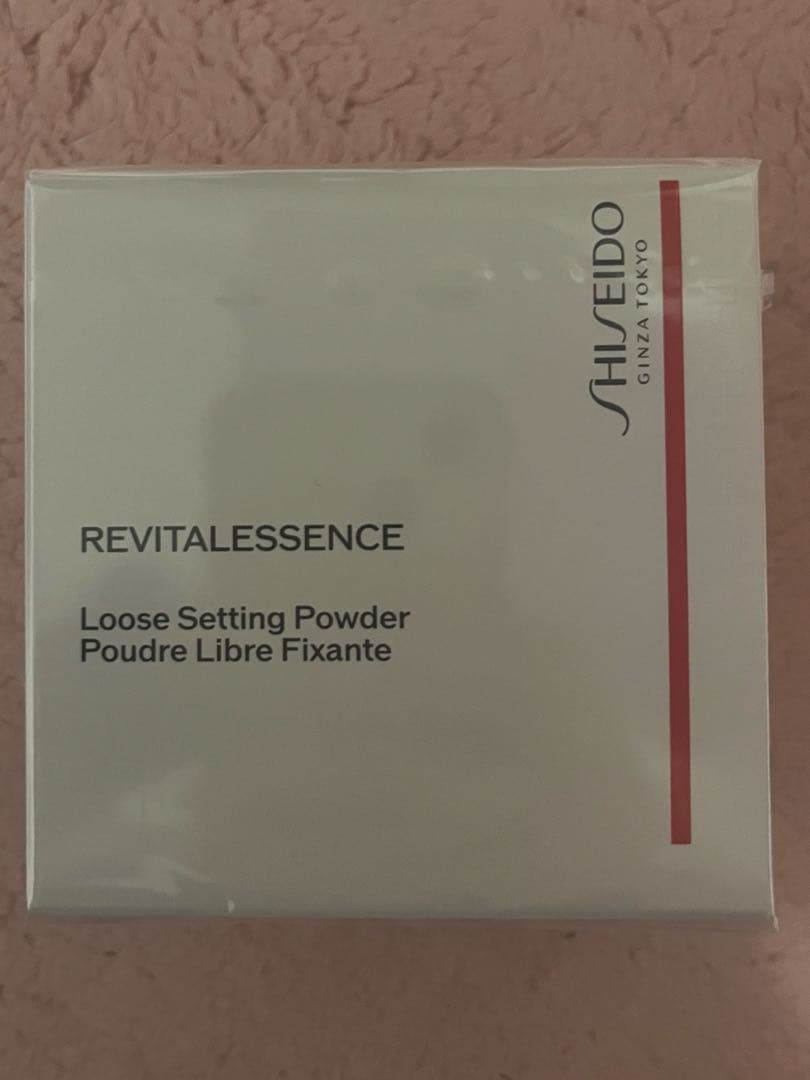 SHISEIDO
GINZA TOKYO
REVITALESSENCE
Loose Setting Powder
Poudre Libre Fixante